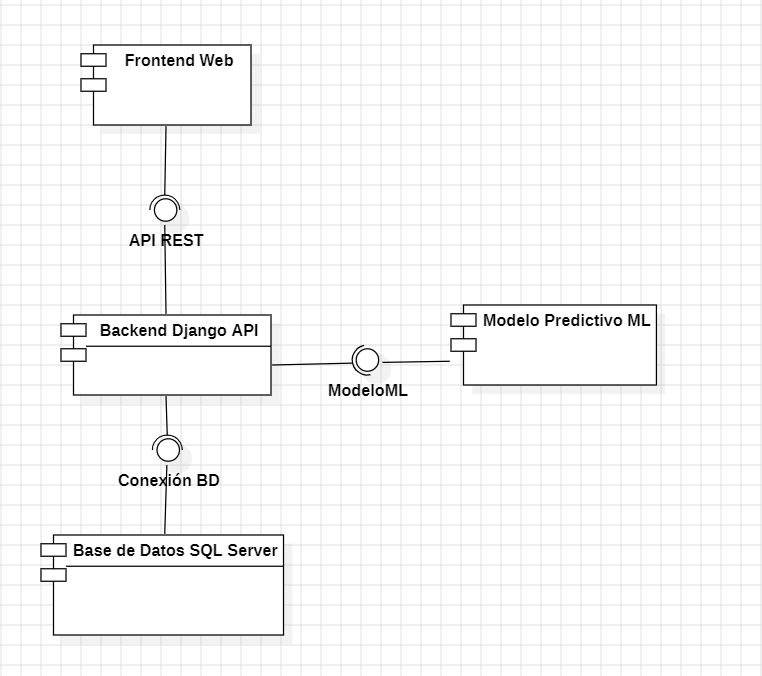 Frontend Web
API REST
Backend Django API
Modelo Predictivo ML
ModeloML
Conexión BD
Base de Datos SQL Server